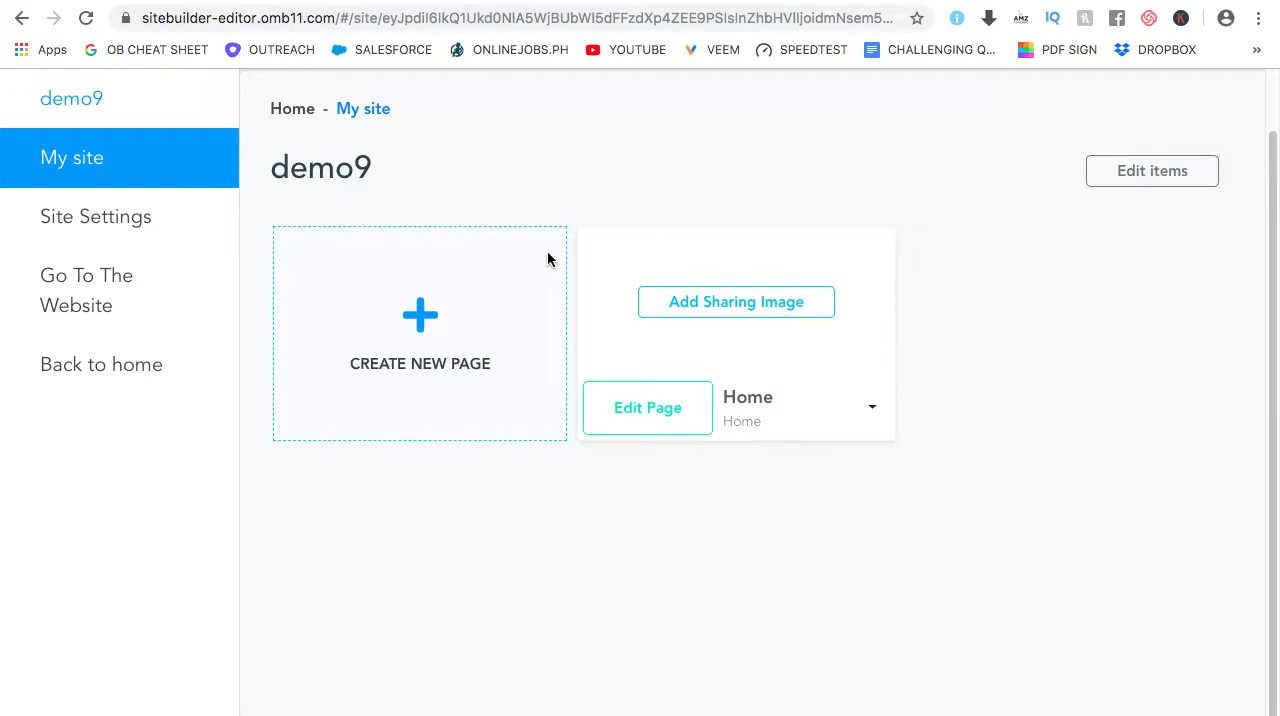 sitebuilder-editor.omb11.com/#/site/eyJpdiI6IkQ1Ukd0NlA5WjBUbWl5dFFzdXp4ZEE9PSIsInZhbHVlIjoidmNsem5...
AMZ
IQ
Apps
OB CHEAT SHEET
OUTREACH
SALESFORCE
ONLINEJOBS.PH
YOUTUBE
VEEM
SPEEDTEST
CHALLENGING Q...
PDF SIGN
DROPBOX
»
demo9
My site
Site Settings
Go To The
Website
Back to home
Home - My site
demo9
Edit items
CREATE NEW PAGE
Add Sharing Image
Edit Page
Home
Home